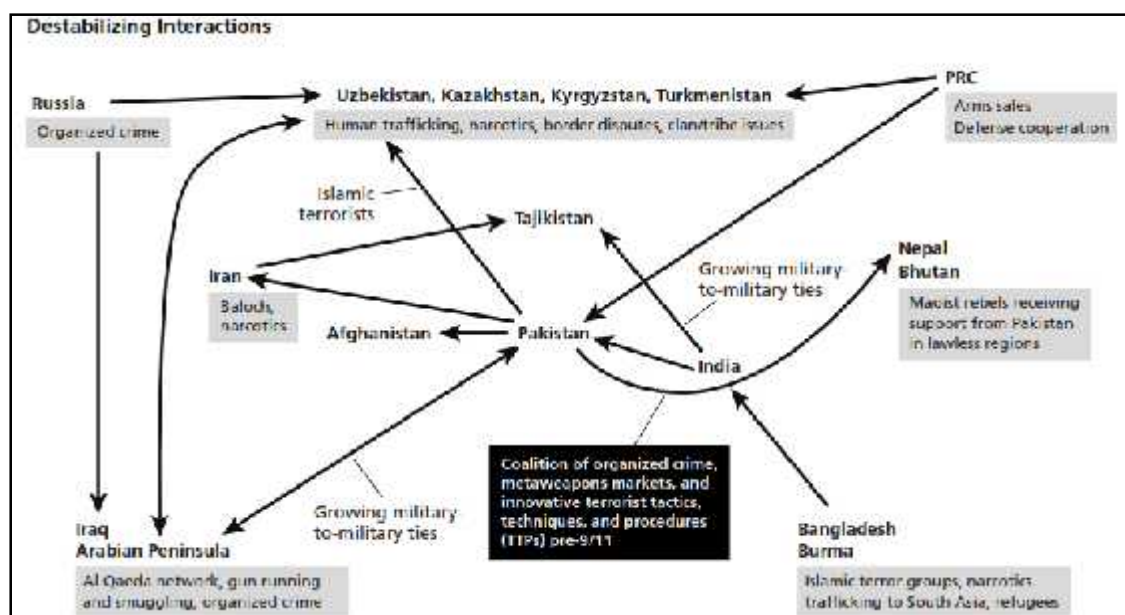 Destabilizing Interactions
PRC
Arms sales
Defense cooperation
Russia
Organized crime
Uzbekistan, Kazakhstan, Kyrgyzstan, Turkmenistan
Human trafficking, narcotics, border disputes, clan/tribe issues
Islamic
terrorists
Tajikistan
Growing military
to-military ties
Nepal
Bhutan
Maoist rebels receiving
support from Pakistan
in lawless regions
Iran
Baloch,
narcotics
Afghanistan
Pakistan
India
Coalition of organized crime,
metaweapons markets, and
innovative terrorist tactics,
techniques, and procedures
(TTPs) pre-9/11
Growing military
to-military ties
Iraq
Arabian Peninsula
Al Qaeda network, gun running
and smuggling, organized crime
Bangladesh
Burma
Islamic terror groups, narcotics
trafficking to South Asia, refugees